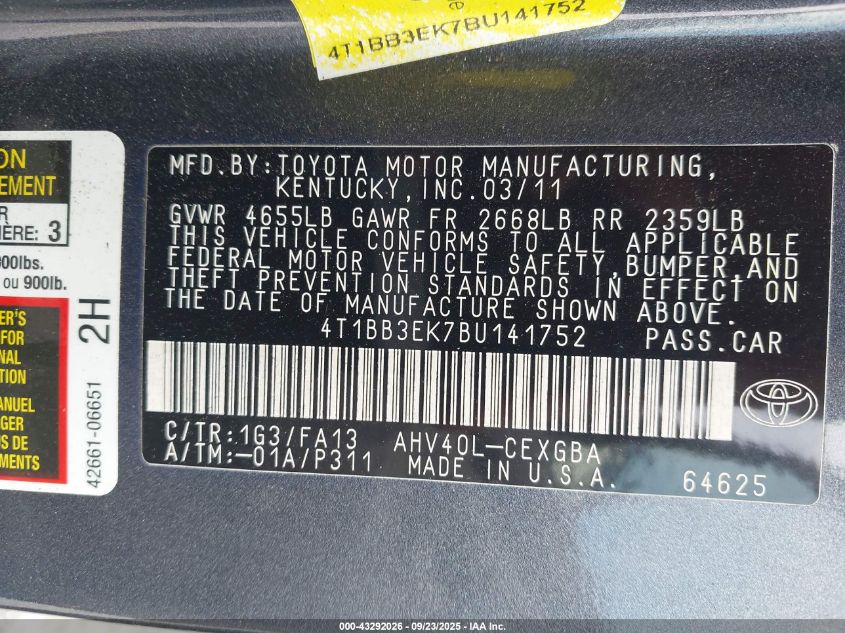 4T1BB3EK7BU141752
ON
EMENT
HERE: 3
00lbs.
ou 900lb.
ER'S
FOR
NAL
TION
ANUEL
OS DE
MENTS
42661-06651
2H
MFD.BY:TOYOTA MOTOR MANUFACTURING,
KENTUCKY,INC.03/11
GVWR 4655LB GAWR FR 2668LB RR 2359LB
THIS VEHICLE CONFORMS TO ALL APPLICABLE
FEDERAL MOTOR VEHICLE SAFETY,BUMPER,AND
THEFT PREVENTION STANDARDS IN EFFECT ON
THE DATE OF MANUFACTURE SHOWN ABOVE.
4T1BB3EK7BU141752 PASS.CAR
C/TR:1G3/FA13 AHV40L-CEXGBA
A/TM:-01A/P311 MADE IN U.S.A. 64625
000-43292026 - 09/23/2025 - IAA Inc.